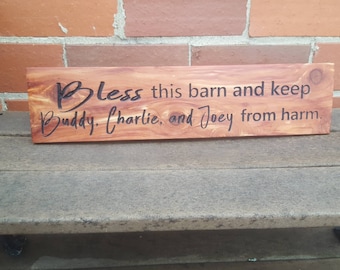 Bless this barn and keep
Buddy, Charlie, and Joey from harm.